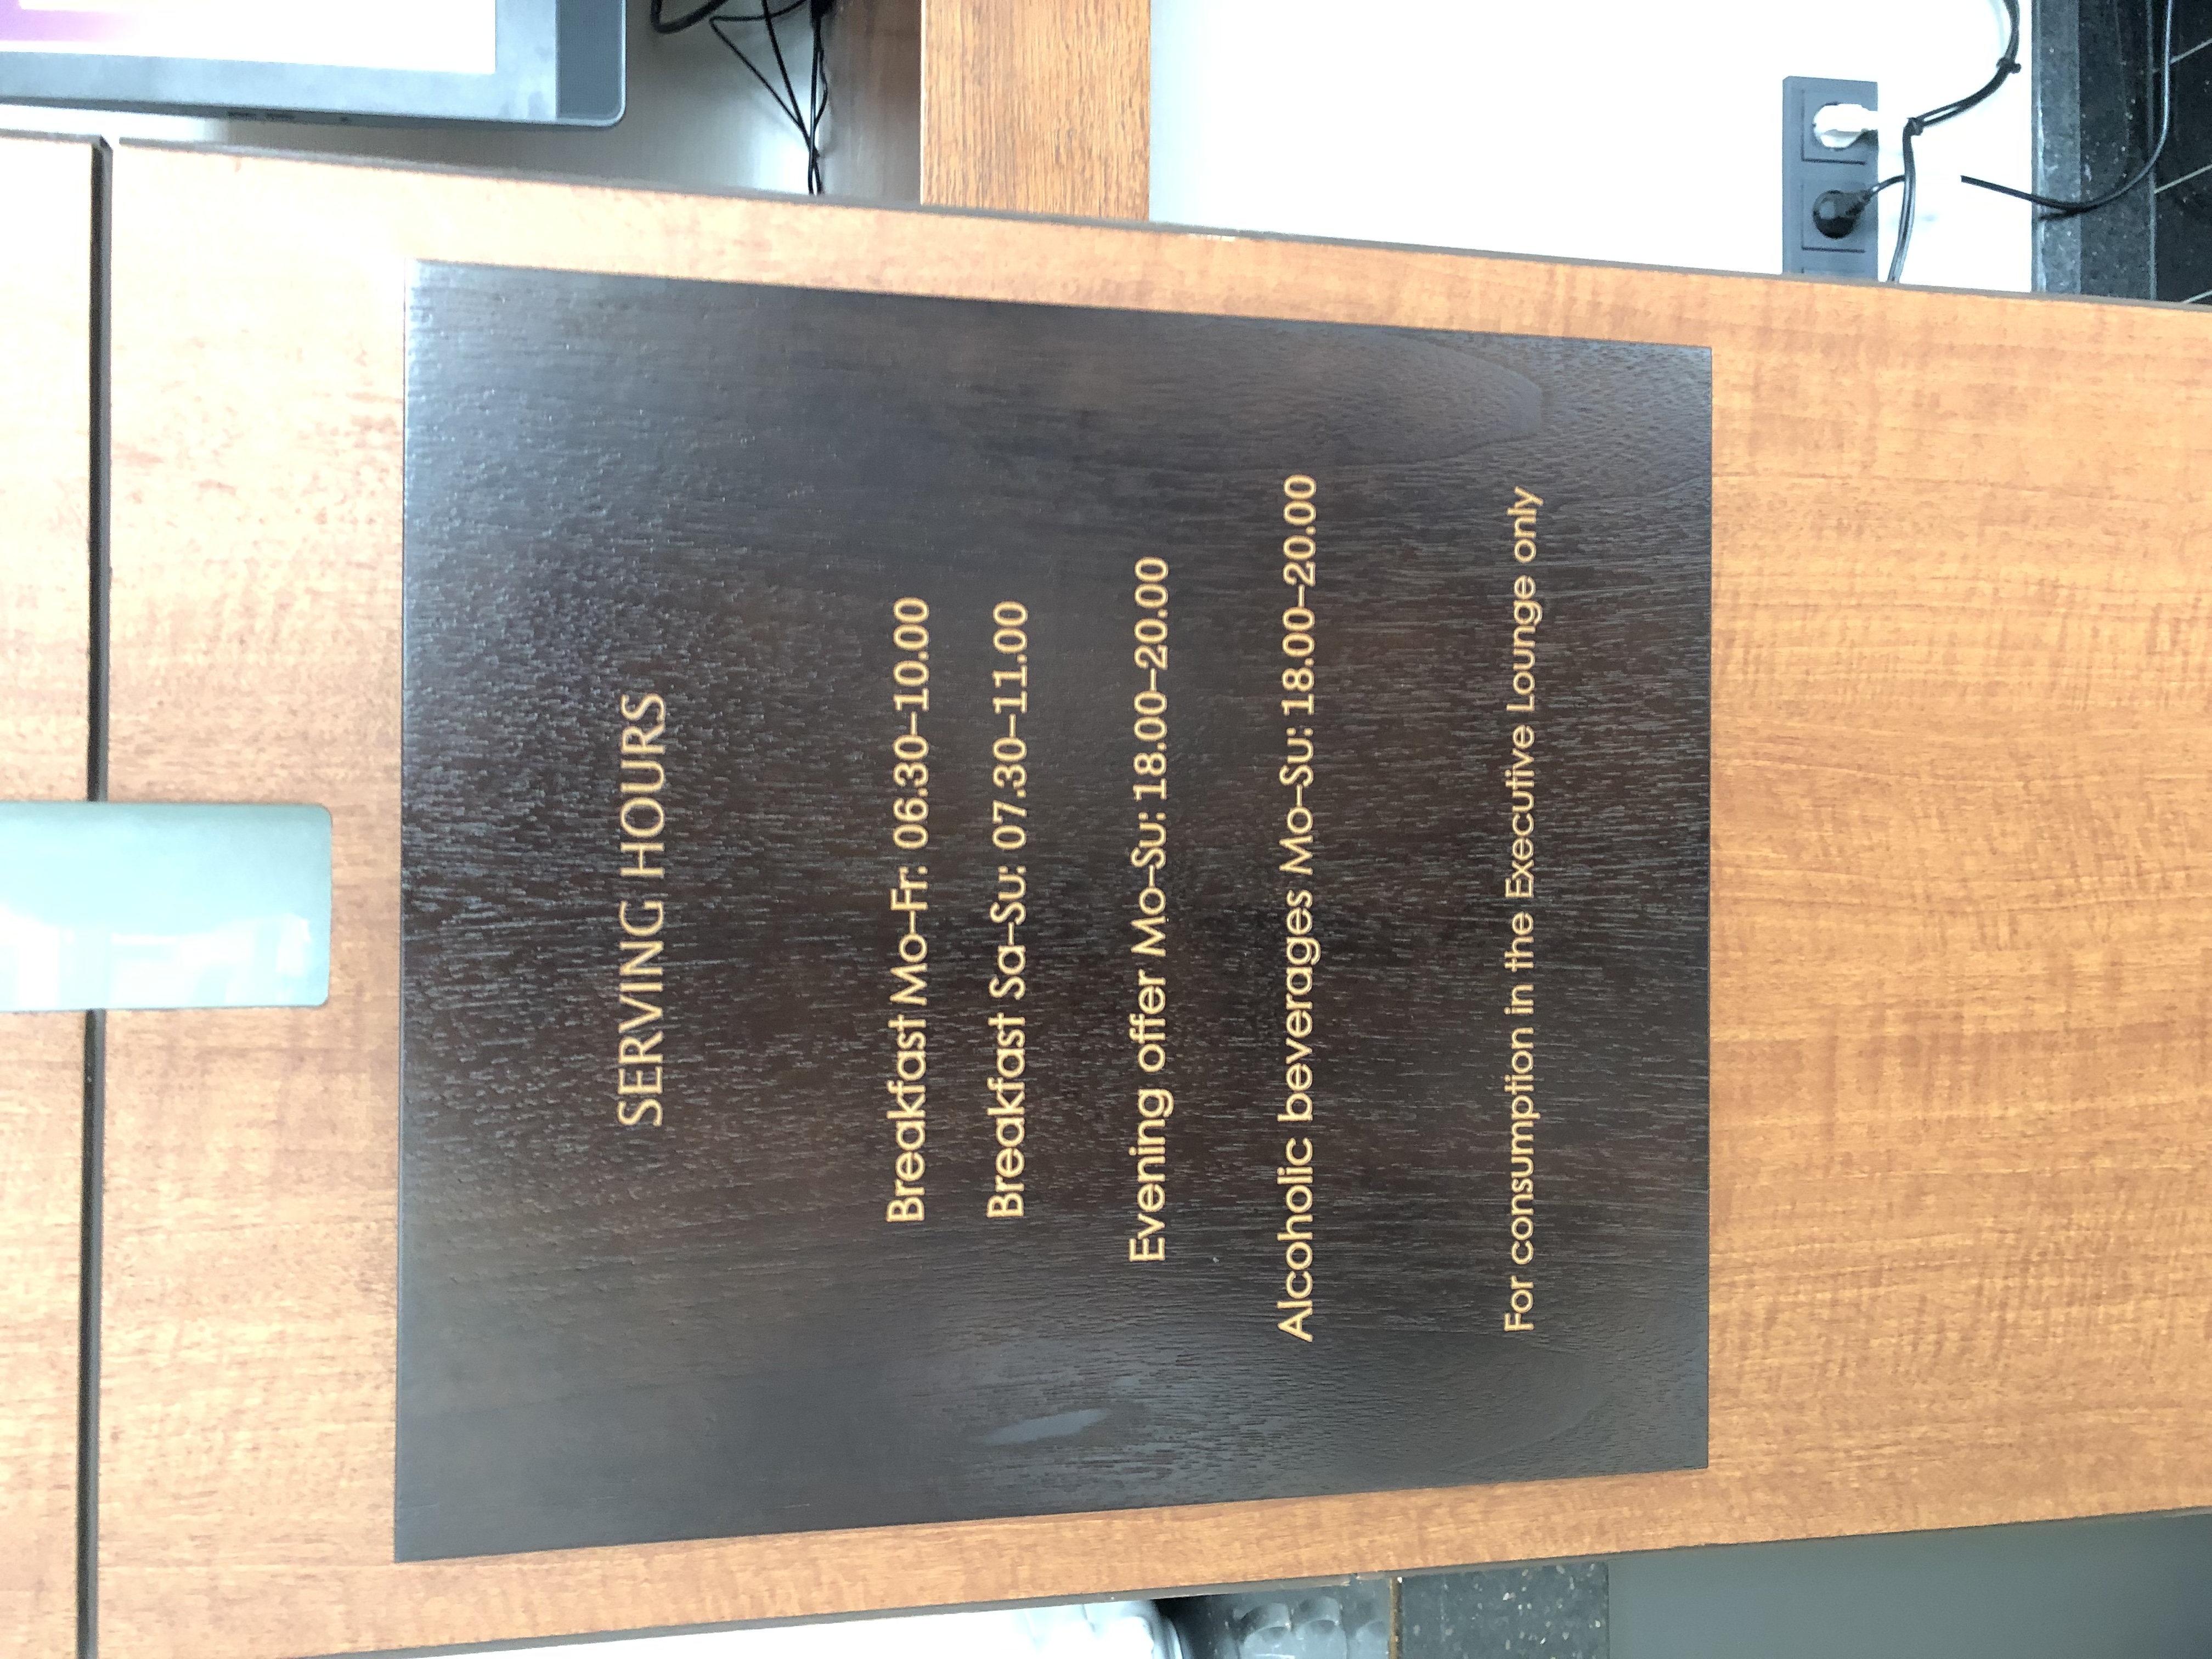 SERVING HOURS
Breakfast Mo–Fr: 06.30–10.00
Breakfast Sa–Su: 07.30–11.00
Evening offer Mo–Su: 18.00–20.00
Alcoholic beverages Mo–Su: 18.00–20.00
For consumption in the Executive Lounge only